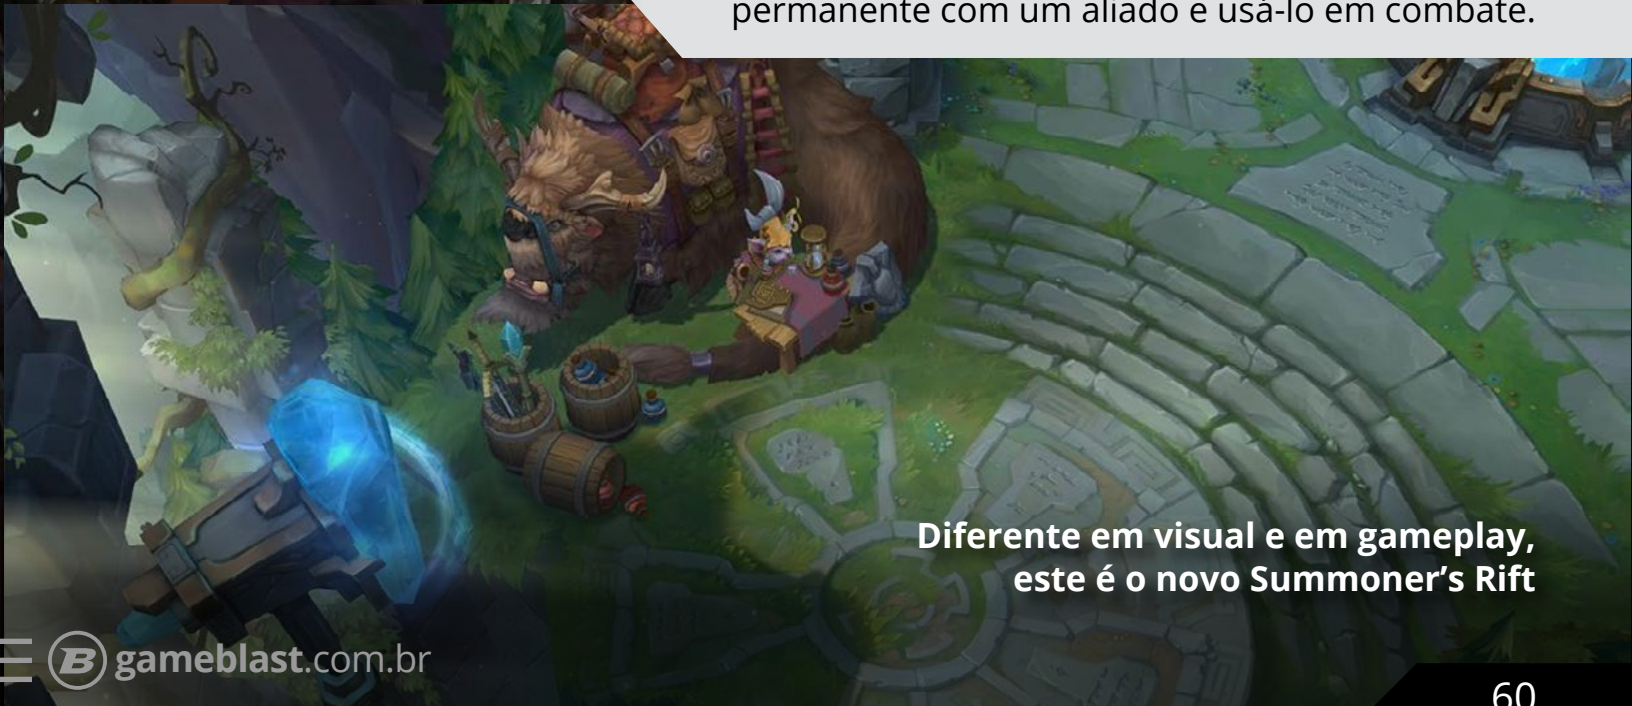 permanente com um aliado e usá-lo em combate.
Diferente em visual e em gameplay,
este é o novo Summoner’s Rift
B gameblast.com.br
60